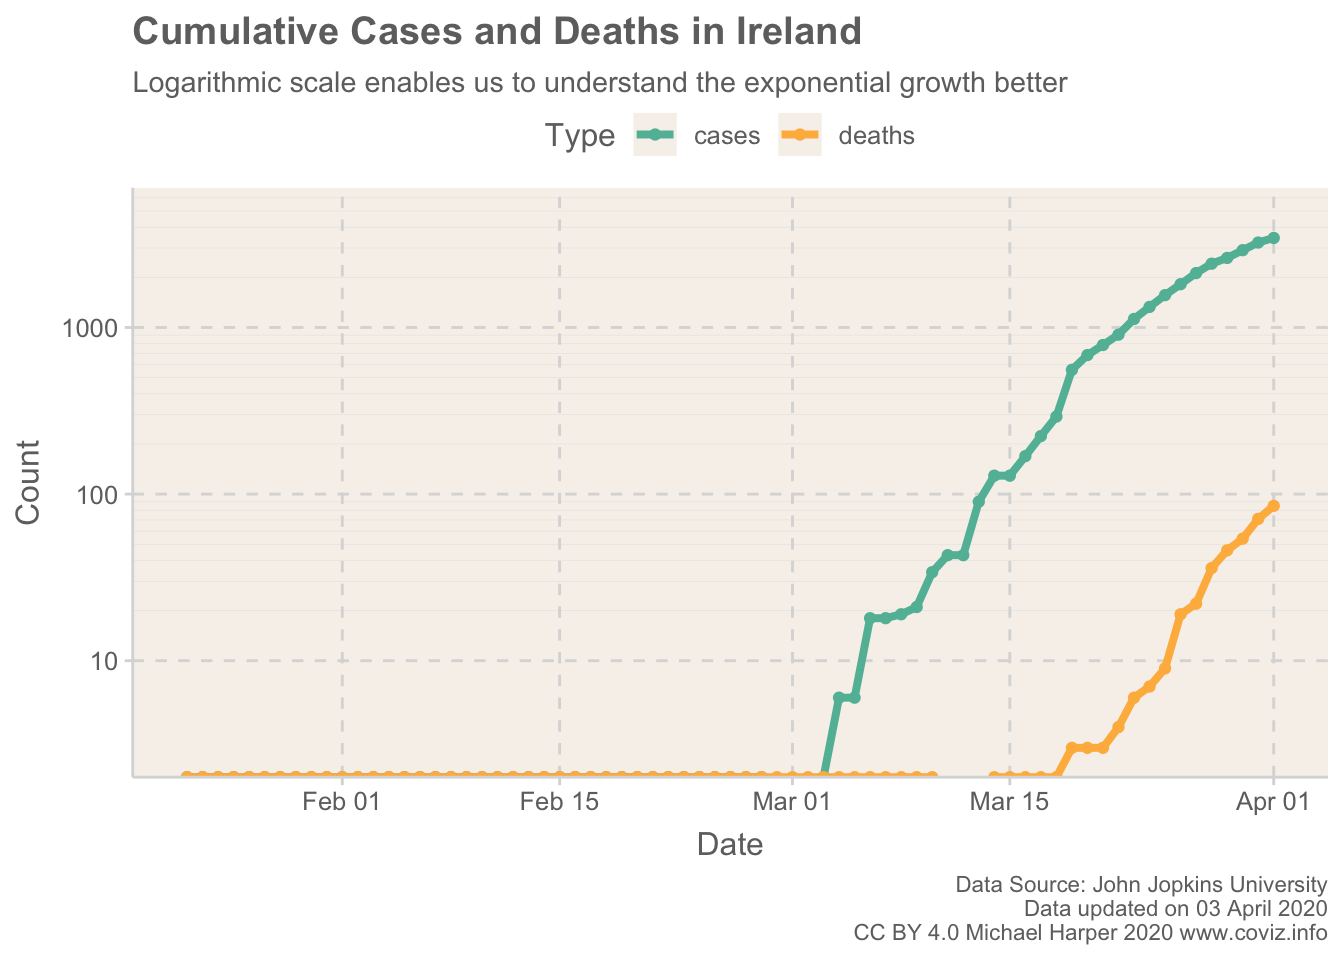 Cumulative Cases and Deaths in Ireland
Logarithmic scale enables us to understand the exponential growth better
Type cases deaths
Count
1000
100
10
Feb 01 Feb 15 Mar 01 Mar 15 Apr 01
Date
Data Source: John Jopkins University
Data updated on 03 April 2020
CC BY 4.0 Michael Harper 2020 www.coviz.info